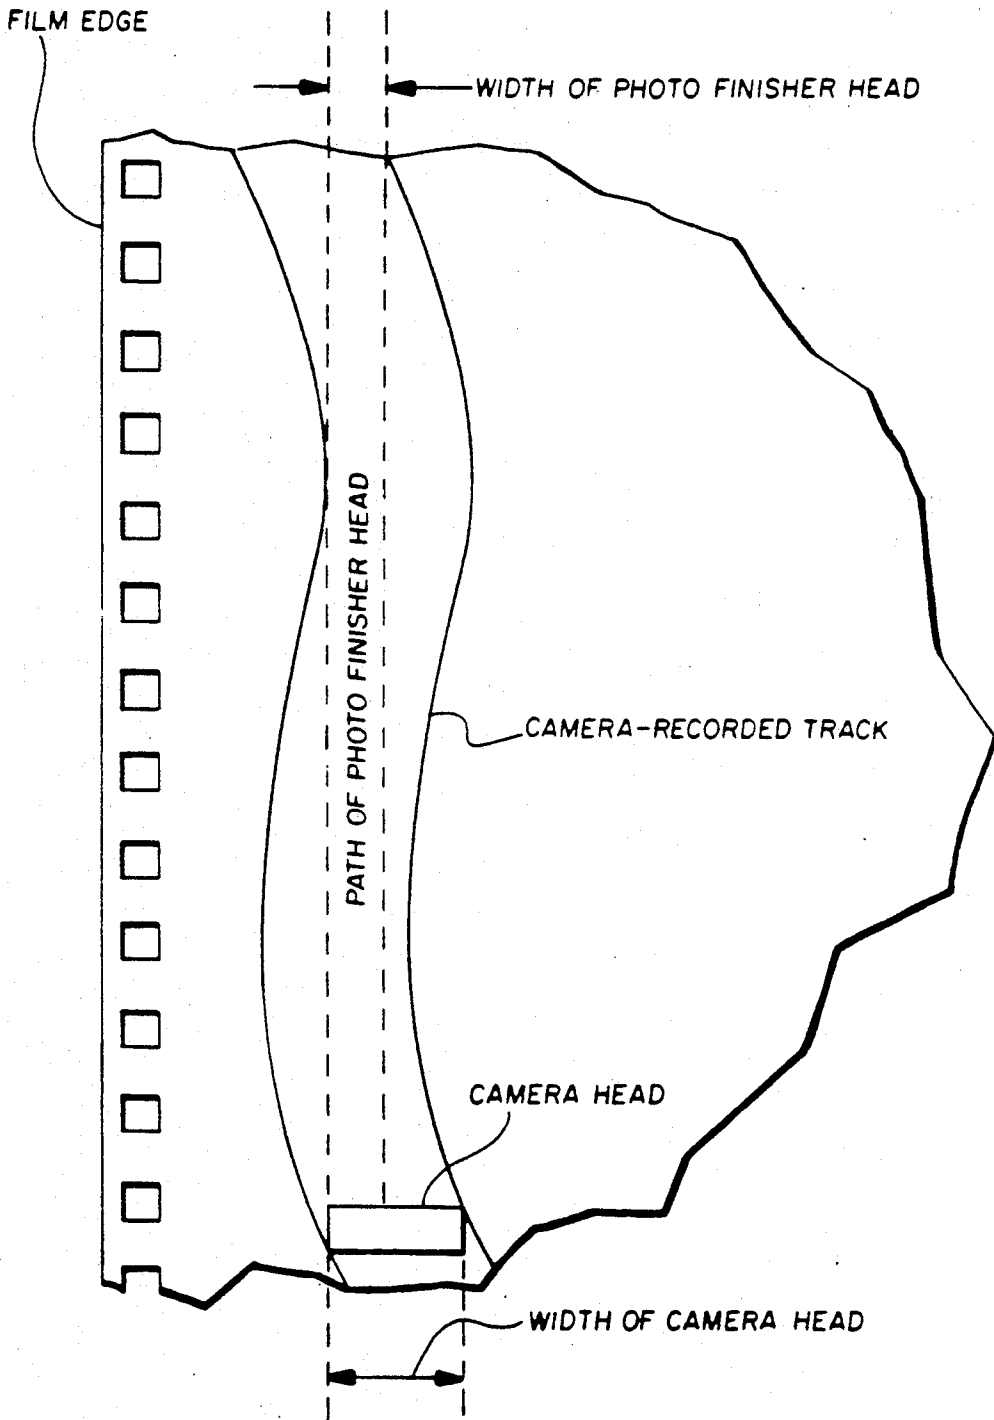 FILM EDGE
WIDTH OF PHOTO FINISHER HEAD
PATH OF PHOTO FINISHER HEAD
CAMERA-RECORDED TRACK
CAMERA HEAD
WIDTH OF CAMERA HEAD